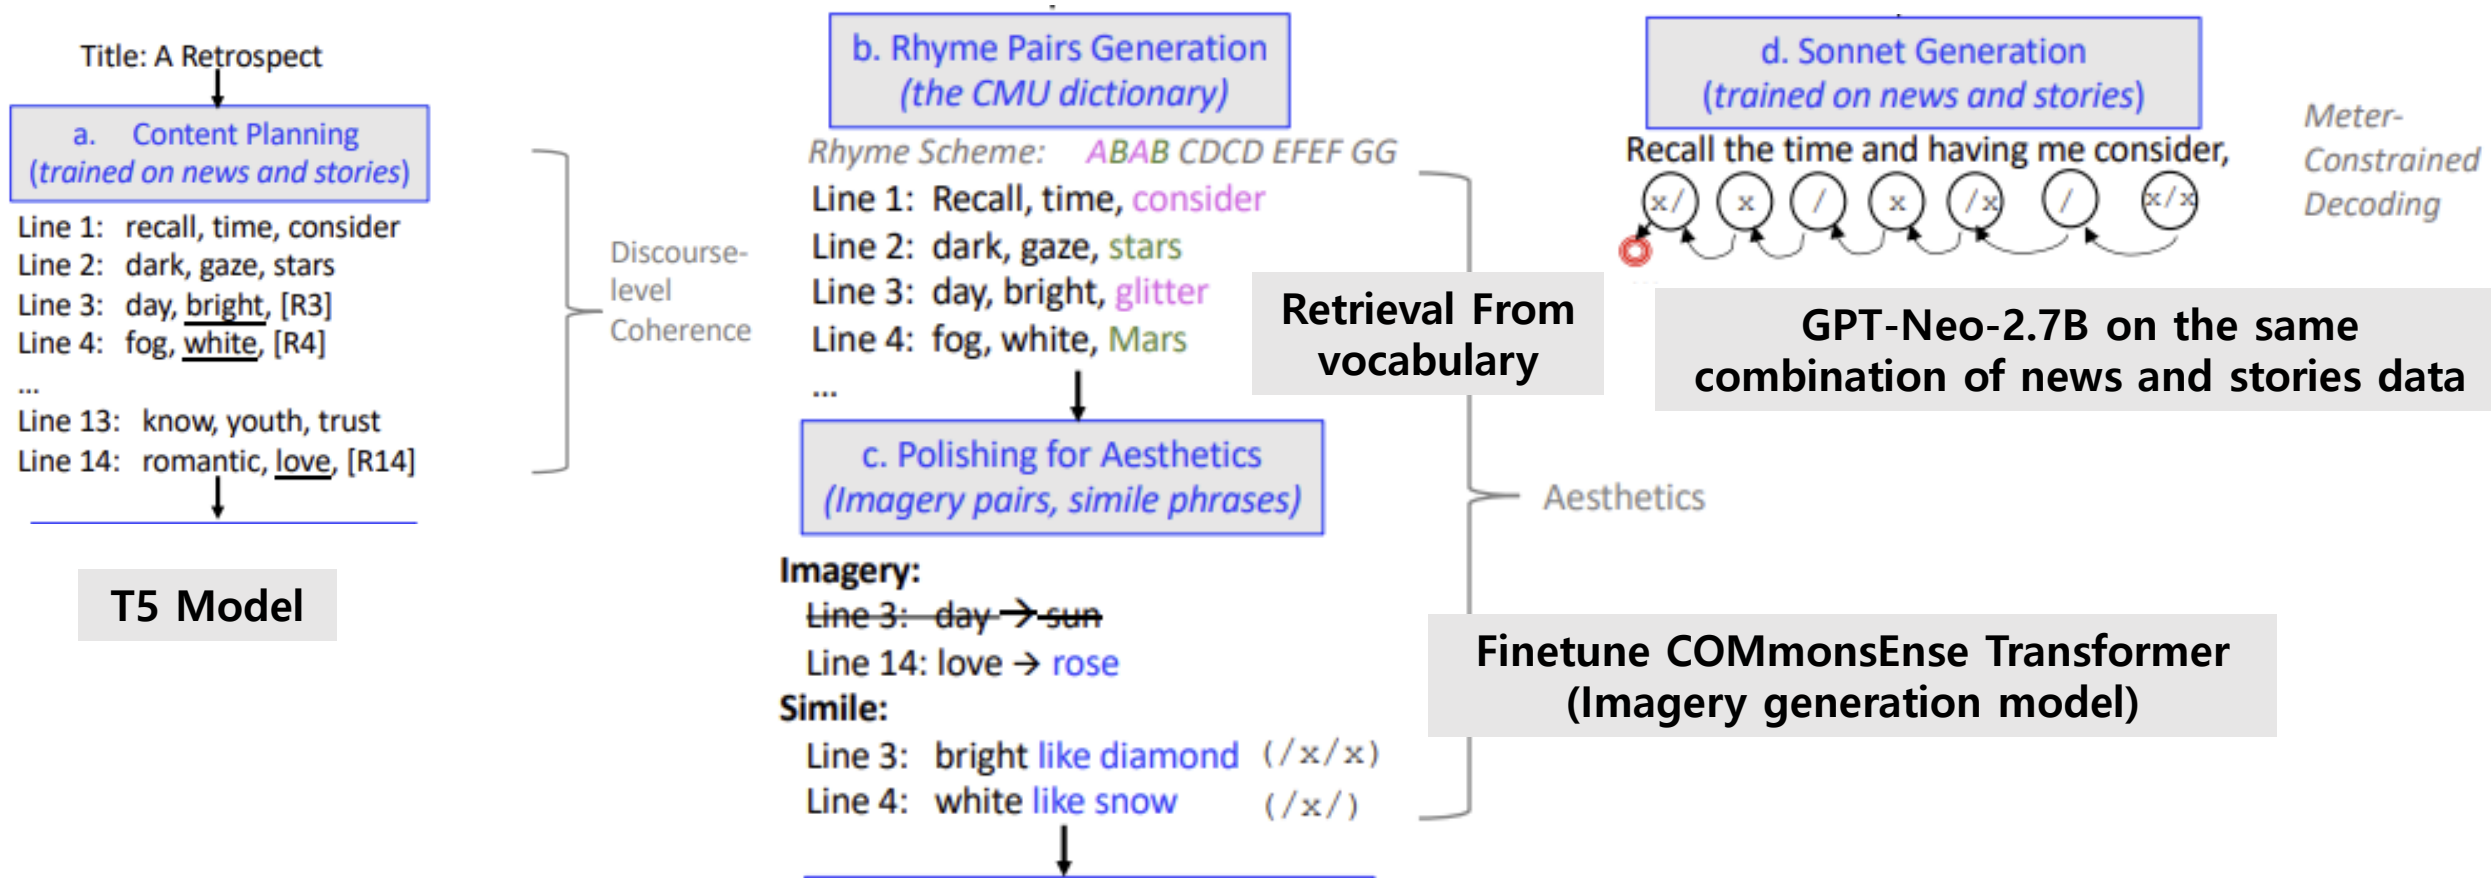 Title: A Retrospect
a. Content Planning
(trained on news and stories)
Line 1: recall, time, consider
Line 2: dark, gaze, stars
Line 3: day, bright, [R3]
Line 4: fog, white, [R4]
...
Line 13: know, youth, trust
Line 14: romantic, love, [R14]
Discourse-
level
Coherence
T5 Model
b. Rhyme Pairs Generation
(the CMU dictionary)
Rhyme Scheme: ABAB CDCD EFEF GG
Line 1: Recall, time, consider
Line 2: dark, gaze, stars
Line 3: day, bright, glitter
Line 4: fog, white, Mars
...
Retrieval From
vocabulary
c. Polishing for Aesthetics
(Imagery pairs, simile phrases)
Imagery:
Line 3: day → sun
Line 14: love → rose
Simile:
Line 3: bright like diamond (/x/x)
Line 4: white like snow (/x/)
Aesthetics
Finetune COMmonsEnse Transformer
(Imagery generation model)
d. Sonnet Generation
(trained on news and stories)
Recall the time and having me consider,
x/ x / x /x / x/x
Meter-
Constrained
Decoding
GPT-Neo-2.7B on the same
combination of news and stories data